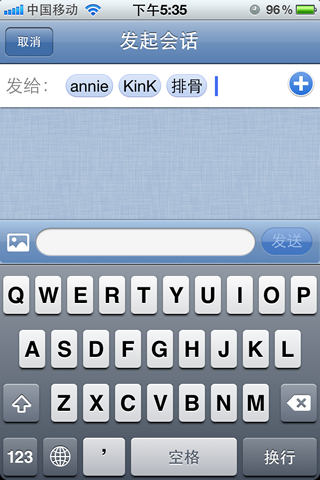 中国移动 下午5:35 96%
取消 发起会话
发给: annie KinK 排骨
发送
Q W E R T Y U I O P
A S D F G H J K L
Z X C V B N M
123 , 空格 换行